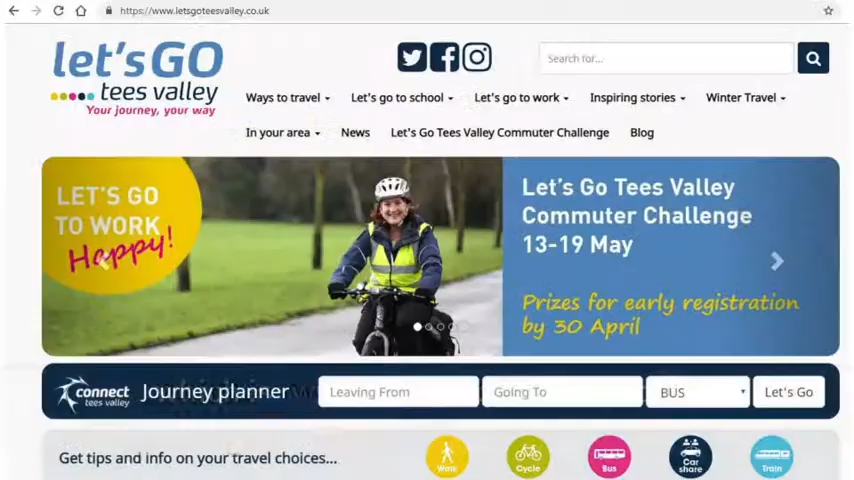 https://www.letsgoteesvalley.co.uk
let's GO
tees valley
Your journey, your way
Search for...
Ways to travel
Let's go to school
Let's go to work
Inspiring stories
Winter Travel
In your area
News
Let's Go Tees Valley Commuter Challenge
Blog
LET'S GO
TO WORK
Happy!
Let's Go Tees Valley
Commuter Challenge
13-19 May
Prizes for early registration
by 30 April
connect
tees valley
Journey planner
Leaving From
Going To
BUS
Let's Go
Get tips and info on your travel choices...
Walk
Cycle
Bus
Car
share
Train